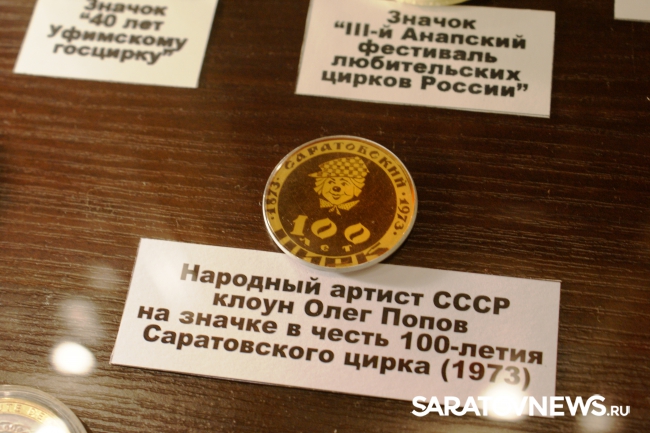 Значок
“40 лет
Уфимскому
госцирку”
Значок
“III-й Анапский
фестиваль
любительских
цирков России”
1873 · САРАТОВСКИЙ · 1973
100
ЛЕТ
ЦИРК
Народный артист СССР
клоун Олег Попов
на значке в честь 100-летия
Саратовского цирка (1973)
SARATOVNEWS.RU